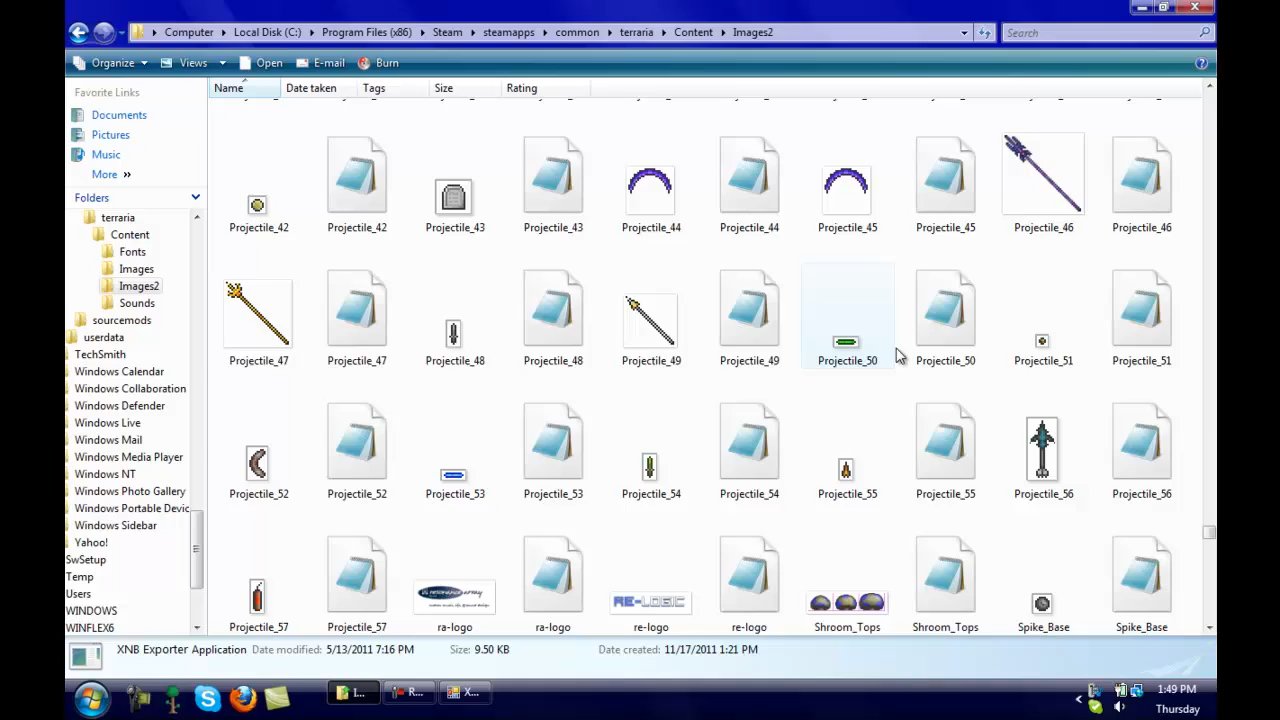 Computer Local Disk (C:) Program Files (x86) Steam steamapps common terraria Content Images2 Search
Organize Views Open E-mail Burn
Favorite Links
Documents
Pictures
Music
More »
Folders
terraria
Content
Fonts
Images
Images2
Sounds
sourcemods
userdata
TechSmith
Windows Calendar
Windows Collaboration
Windows Defender
Windows Live
Windows Mail
Windows Media Player
Windows NT
Windows Photo Gallery
Windows Portable Devic
Windows Sidebar
Yahoo!
SwSetup
Temp
Users
WINDOWS
WINFLEX6
Name Date taken Tags Size Rating
Projectile_42 Projectile_42 Projectile_43 Projectile_43 Projectile_44 Projectile_44 Projectile_45 Projectile_45 Projectile_46 Projectile_46
Projectile_47 Projectile_47 Projectile_48 Projectile_48 Projectile_49 Projectile_49 Projectile_50 Projectile_50 Projectile_51 Projectile_51
Projectile_52 Projectile_52 Projectile_53 Projectile_53 Projectile_54 Projectile_54 Projectile_55 Projectile_55 Projectile_56 Projectile_56
RE-LOGIC
Projectile_57 Projectile_57 ra-logo ra-logo re-logo re-logo Shroom_Tops Shroom_Tops Spike_Base Spike_Base
XNB Exporter Application Date modified: 5/13/2011 7:16 PM Size: 9.50 KB Date created: 11/17/2011 1:21 PM
I... R... X... 1:49 PM
Thursday